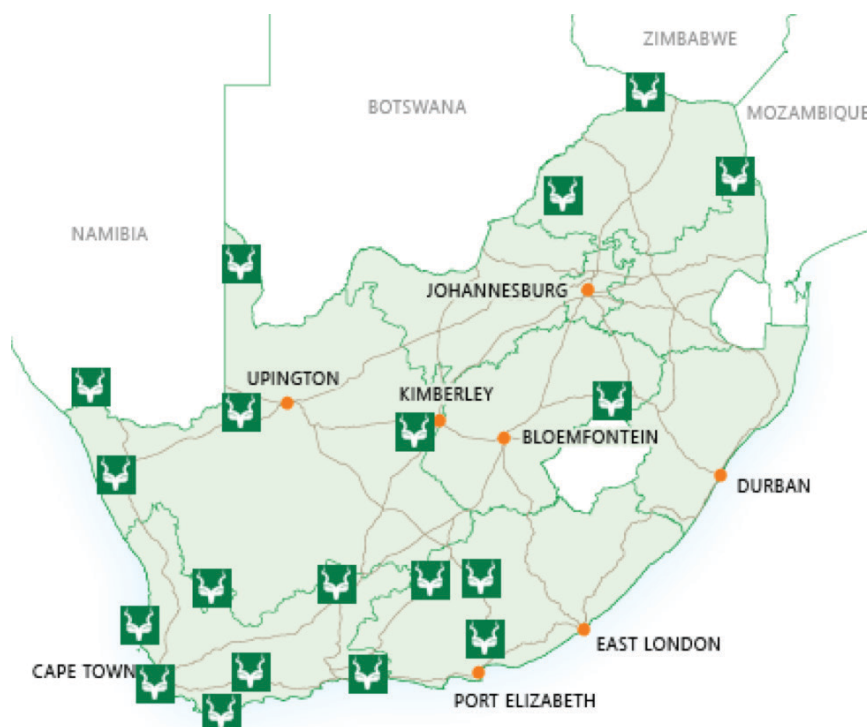 ZIMBABWE
BOTSWANA
MOZAMBIQUE
NAMIBIA
JOHANNESBURG
UPINGTON
KIMBERLEY
BLOEMFONTEIN
DURBAN
EAST LONDON
CAPE TOWN
PORT ELIZABETH